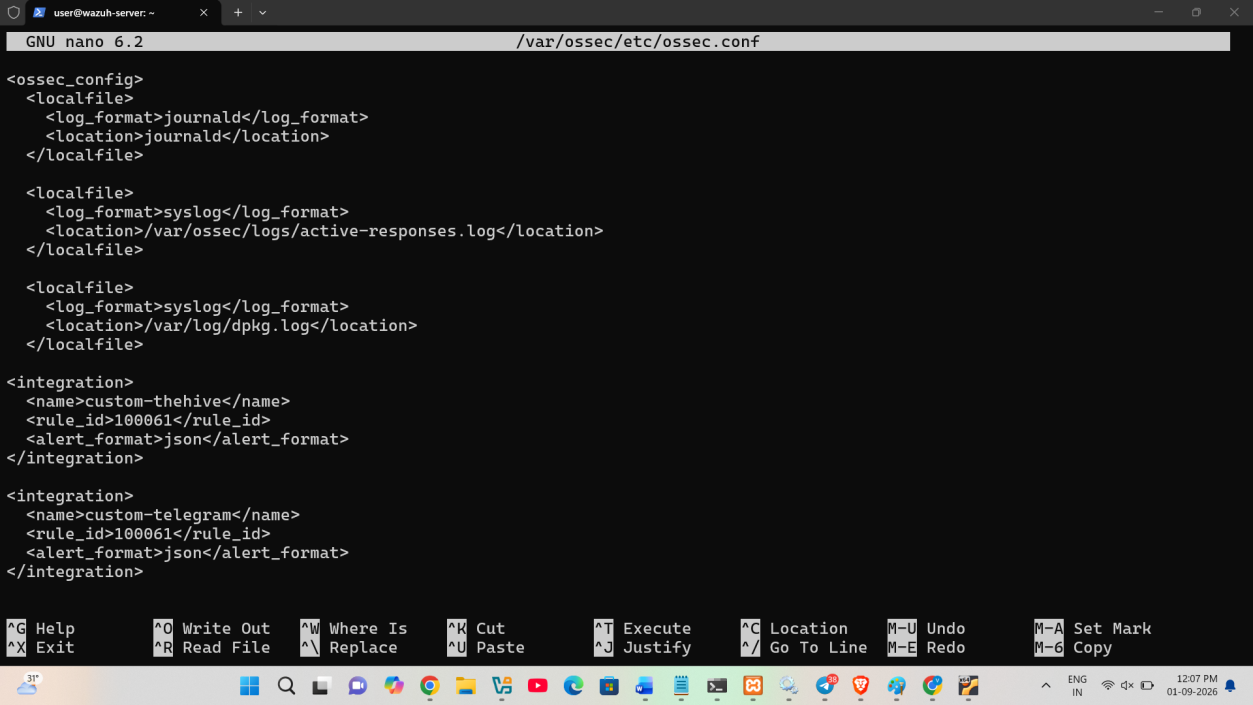 user@wazuh-server: ~
GNU nano 6.2 /var/ossec/etc/ossec.conf
<ossec_config>
  <localfile>
    <log_format>journald</log_format>
    <location>journald</location>
  </localfile>

  <localfile>
    <log_format>syslog</log_format>
    <location>/var/ossec/logs/active-responses.log</location>
  </localfile>

  <localfile>
    <log_format>syslog</log_format>
    <location>/var/log/dpkg.log</location>
  </localfile>

<integration>
  <name>custom-thehive</name>
  <rule_id>100061</rule_id>
  <alert_format>json</alert_format>
</integration>

<integration>
  <name>custom-telegram</name>
  <rule_id>100061</rule_id>
  <alert_format>json</alert_format>
</integration>

^G Help ^O Write Out ^W Where Is ^K Cut ^T Execute ^C Location M-U Undo M-A Set Mark
^X Exit ^R Read File ^\ Replace ^U Paste ^J Justify ^/ Go To Line M-E Redo M-6 Copy
31°
38
ENG
IN
12:07 PM
01-09-2026